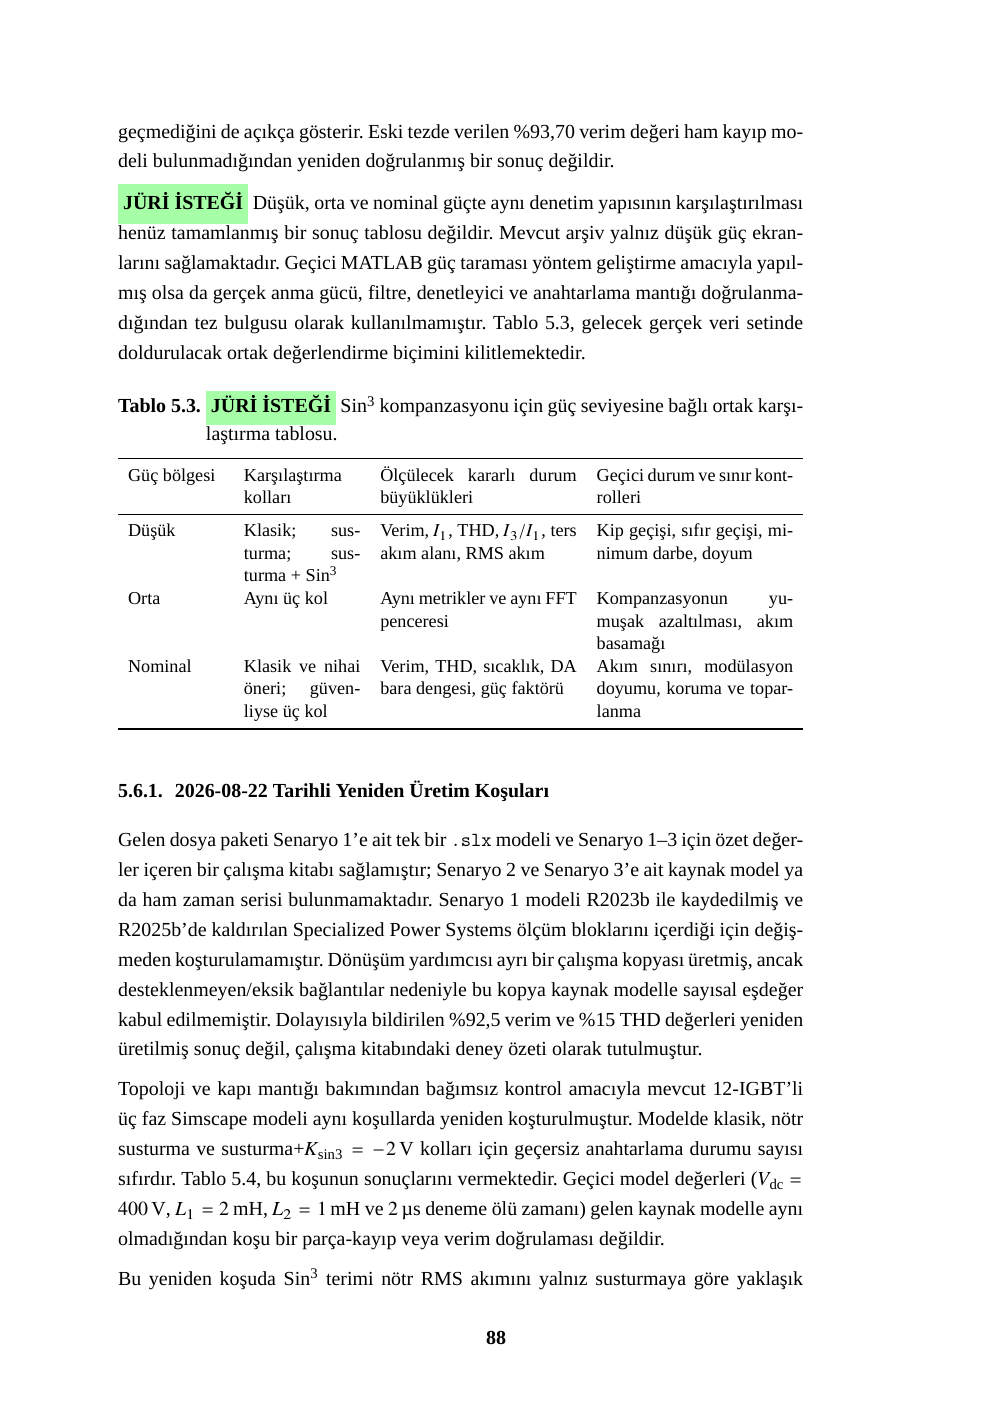 geçmediğini de açıkça gösterir. Eski tezde verilen %93,70 verim değeri ham kayıp mo-
deli bulunmadığından yeniden doğrulanmış bir sonuç değildir.
JÜRİ İSTEĞİ Düşük, orta ve nominal güçte aynı denetim yapısının karşılaştırılması
henüz tamamlanmış bir sonuç tablosu değildir. Mevcut arşiv yalnız düşük güç ekran-
larını sağlamaktadır. Geçici MATLAB güç taraması yöntem geliştirme amacıyla yapıl-
mış olsa da gerçek anma gücü, filtre, denetleyici ve anahtarlama mantığı doğrulanma-
dığından tez bulgusu olarak kullanılmamıştır. Tablo 5.3, gelecek gerçek veri setinde
doldurulacak ortak değerlendirme biçimini kilitlemektedir.
Tablo 5.3. JÜRİ İSTEĞİ Sin³ kompanzasyonu için güç seviyesine bağlı ortak karşı-
laştırma tablosu.
Güç bölgesi Karşılaştırma Ölçülecek kararlı durum Geçici durum ve sınır kont-
kolları büyüklükleri rolleri
Düşük Klasik; sus- Verim, I₁, THD, I₃/I₁, ters Kip geçişi, sıfır geçişi, mi-
turma; sus- akım alanı, RMS akım nimum darbe, doyum
turma + Sin³
Orta Aynı üç kol Aynı metrikler ve aynı FFT Kompanzasyonun yu-
penceresi muşak azaltılması, akım
basamağı
Nominal Klasik ve nihai Verim, THD, sıcaklık, DA Akım sınırı, modülasyon
öneri; güven- bara dengesi, güç faktörü doyumu, koruma ve topar-
liyse üç kol lanma
5.6.1. 2026-08-22 Tarihli Yeniden Üretim Koşuları
Gelen dosya paketi Senaryo 1’e ait tek bir .slx modeli ve Senaryo 1–3 için özet değer-
ler içeren bir çalışma kitabı sağlamıştır; Senaryo 2 ve Senaryo 3’e ait kaynak model ya
da ham zaman serisi bulunmamaktadır. Senaryo 1 modeli R2023b ile kaydedilmiş ve
R2025b’de kaldırılan Specialized Power Systems ölçüm bloklarını içerdiği için değiş-
meden koşturulamamıştır. Dönüşüm yardımcısı ayrı bir çalışma kopyası üretmiş, ancak
desteklenmeyen/eksik bağlantılar nedeniyle bu kopya kaynak modelle sayısal eşdeğer
kabul edilmemiştir. Dolayısıyla bildirilen %92,5 verim ve %15 THD değerleri yeniden
üretilmiş sonuç değil, çalışma kitabındaki deney özeti olarak tutulmuştur.
Topoloji ve kapı mantığı bakımından bağımsız kontrol amacıyla mevcut 12-IGBT’li
üç faz Simscape modeli aynı koşullarda yeniden koşturulmuştur. Modelde klasik, nötr
susturma ve susturma+K_sin3 = −2 V kolları için geçersiz anahtarlama durumu sayısı
sıfırdır. Tablo 5.4, bu koşunun sonuçlarını vermektedir. Geçici model değerleri (V_dc =
400 V, L₁ = 2 mH, L₂ = 1 mH ve 2 µs deneme ölü zamanı) gelen kaynak modelle aynı
olmadığından koşu bir parça-kayıp veya verim doğrulaması değildir.
Bu yeniden koşuda Sin³ terimi nötr RMS akımını yalnız susturmaya göre yaklaşık
88